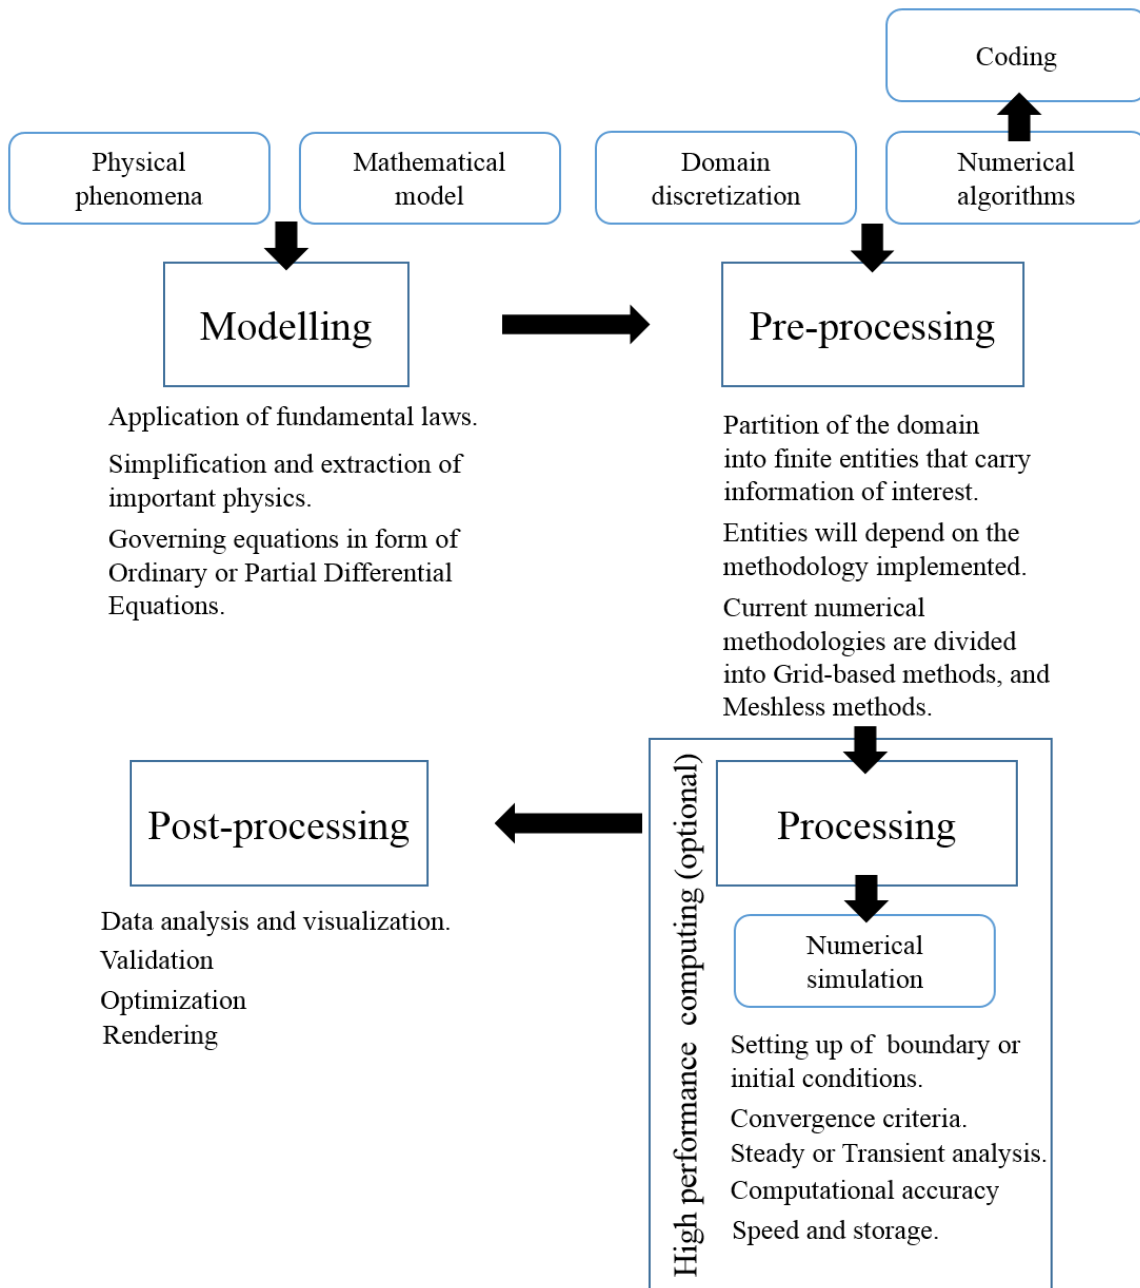 Coding
Physical
phenomena
Mathematical
model
Domain
discretization
Numerical
algorithms
Modelling
Pre-processing
Application of fundamental laws.
Simplification and extraction of
important physics.
Governing equations in form of
Ordinary or Partial Differential
Equations.
Partition of the domain
into finite entities that carry
information of interest.
Entities will depend on the
methodology implemented.
Current numerical
methodologies are divided
into Grid-based methods, and
Meshless methods.
High performance computing (optional)
Processing
Numerical
simulation
Setting up of boundary or
initial conditions.
Convergence criteria.
Steady or Transient analysis.
Computational accuracy
Speed and storage.
Post-processing
Data analysis and visualization.
Validation
Optimization
Rendering